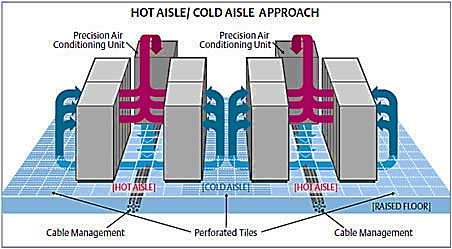 HOT AISLE/ COLD AISLE APPROACH
Precision Air
Conditioning Unit
Precision Air
Conditioning Unit
[HOT AISLE]
[COLD AISLE]
[HOT AISLE]
[RAISED FLOOR]
Cable Management
Perforated Tiles
Cable Management